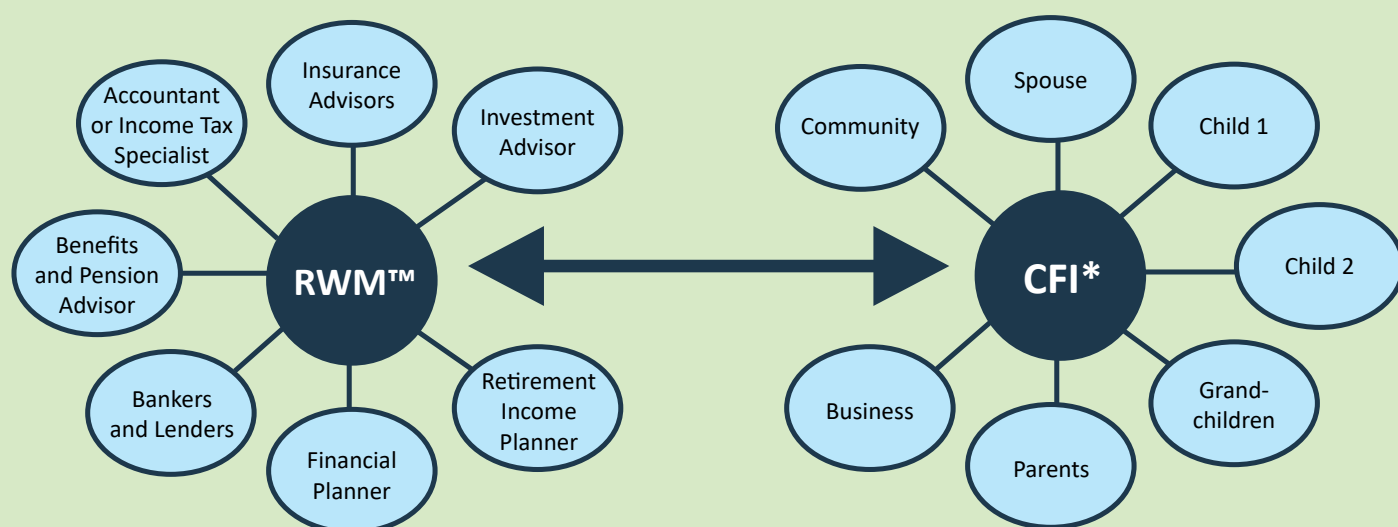 Insurance
Advisors
Accountant
or Income Tax
Specialist
Investment
Advisor
Benefits
and Pension
Advisor
RWM™
Bankers
and Lenders
Retirement
Income
Planner
Financial
Planner
Spouse
Community
Child 1
CFI*
Child 2
Business
Grand-
children
Parents